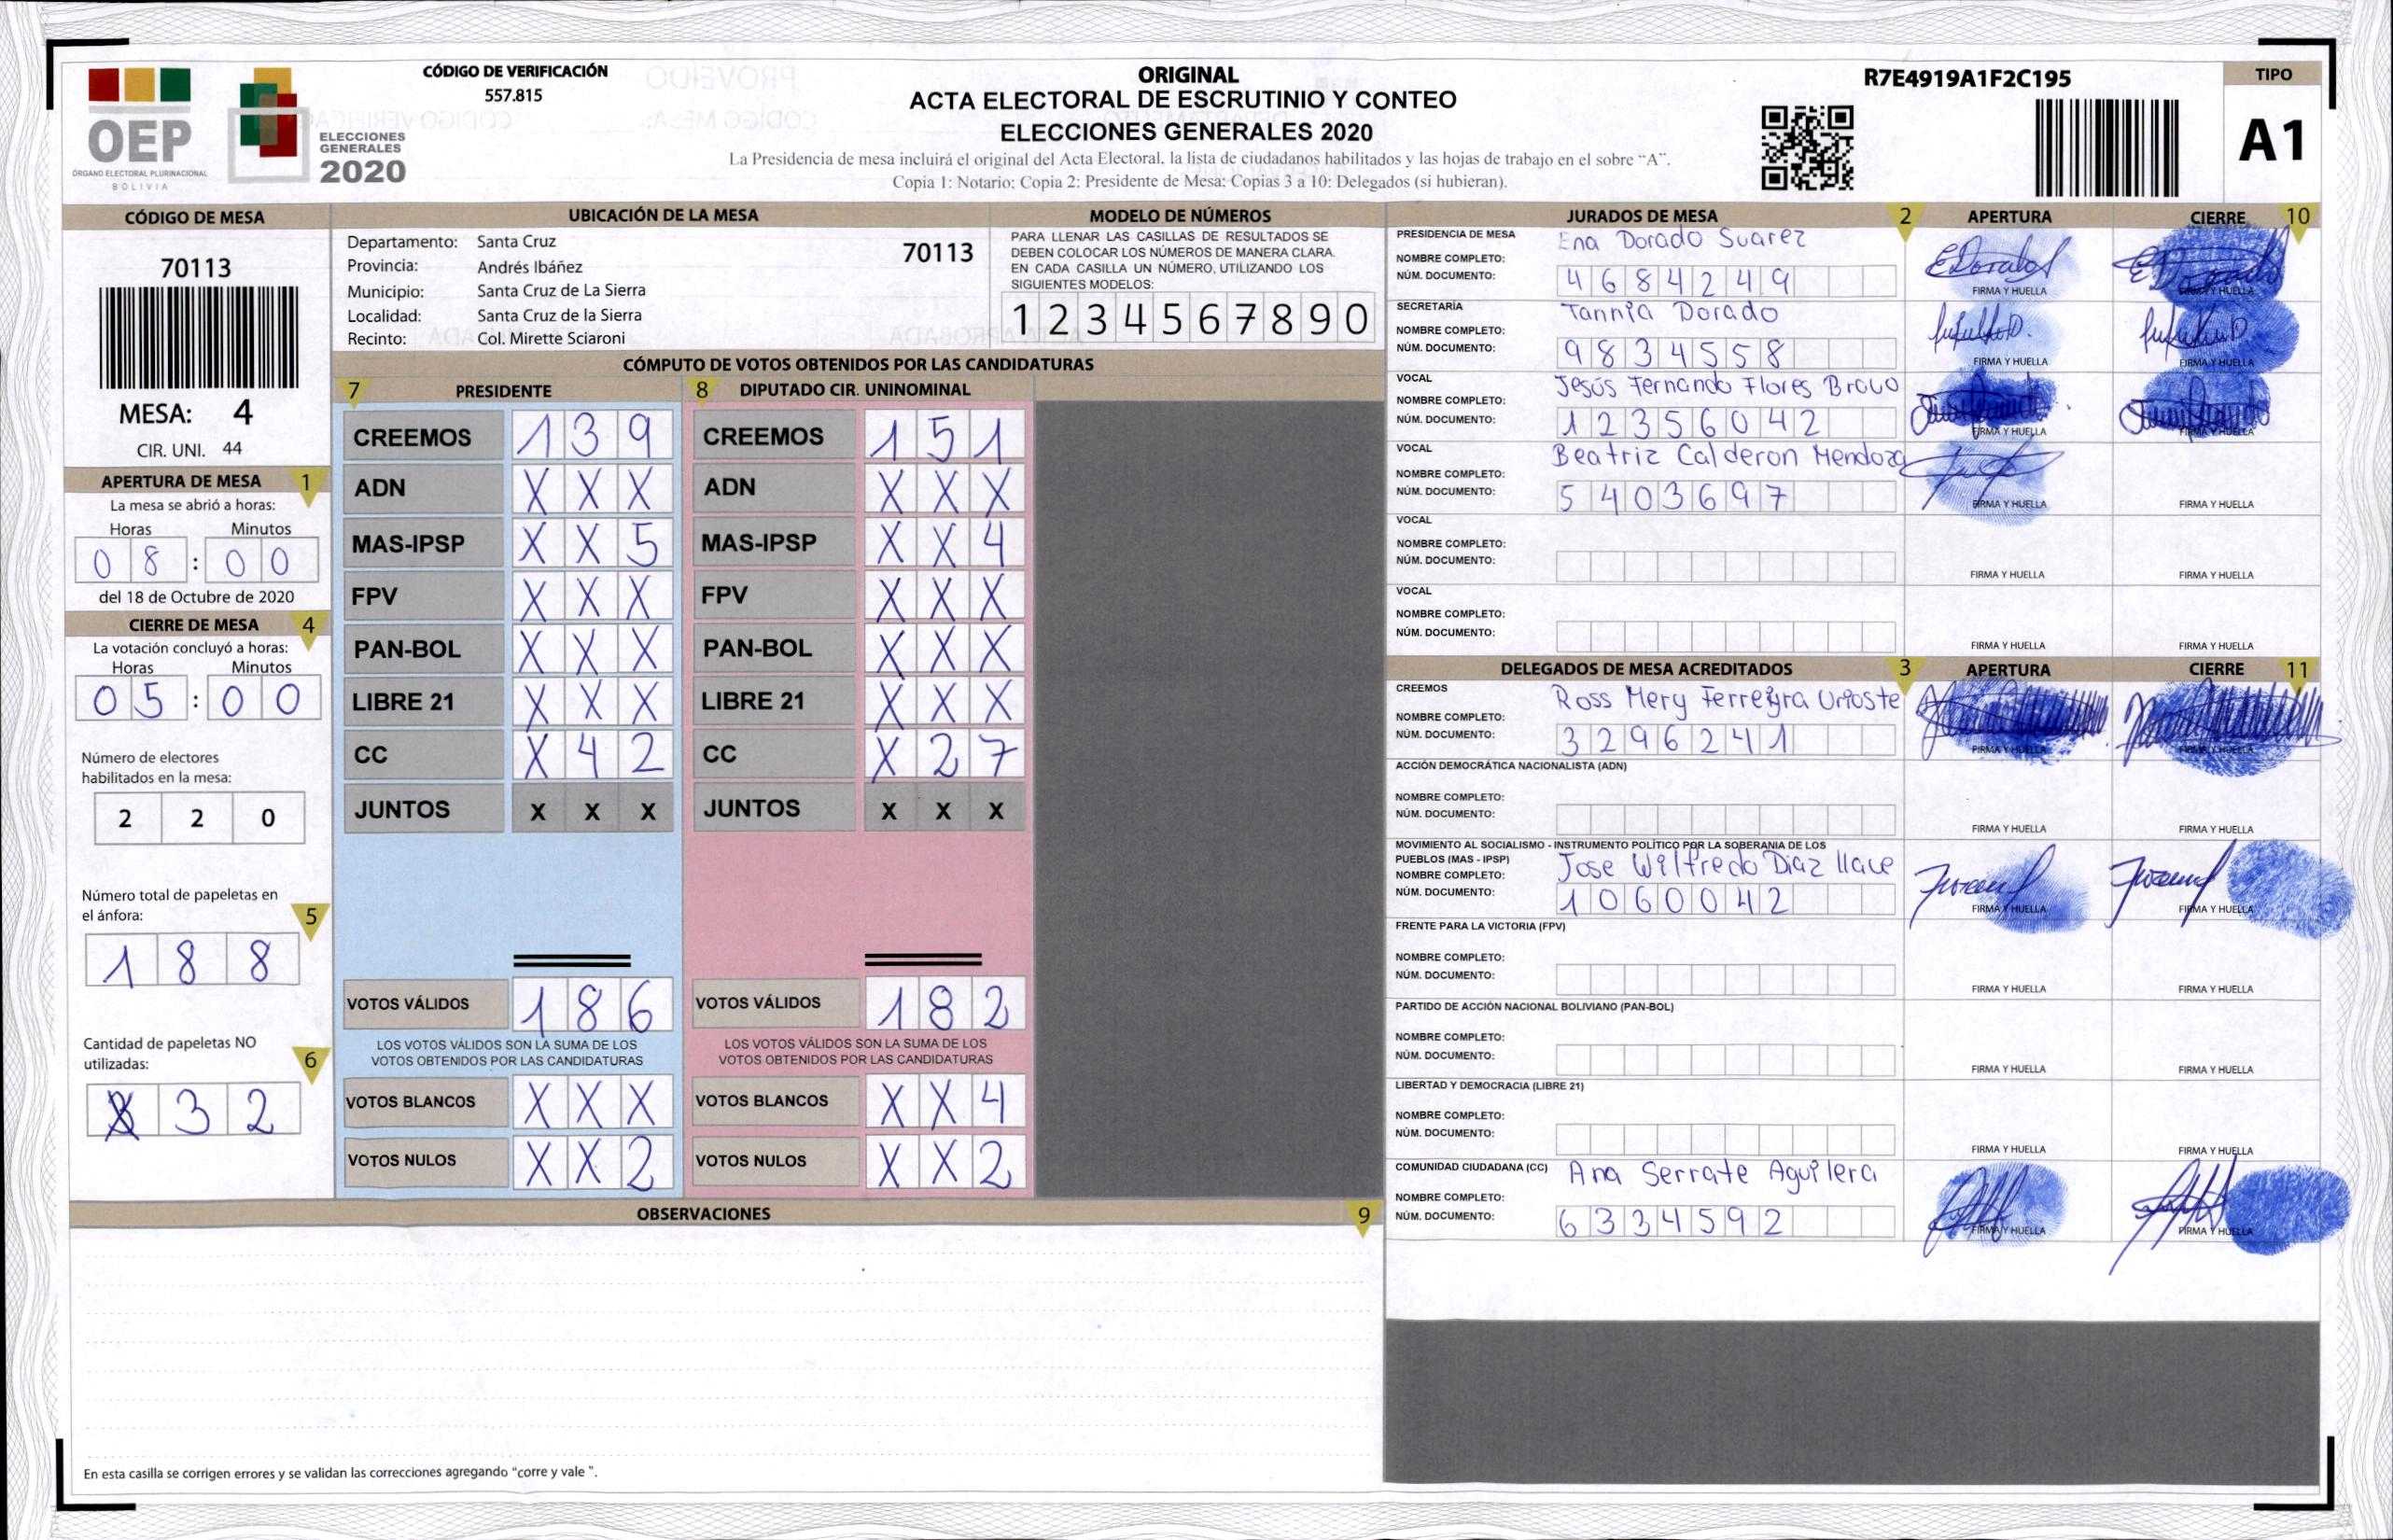 OEP
ÓRGANO ELECTORAL PLURINACIONAL
BOLIVIA
ELECCIONES
GENERALES
2020
CÓDIGO DE VERIFICACIÓN
557.815
ORIGINAL
ACTA ELECTORAL DE ESCRUTINIO Y CONTEO
ELECCIONES GENERALES 2020
La Presidencia de mesa incluirá el original del Acta Electoral, la lista de ciudadanos habilitados y las hojas de trabajo en el sobre "A".
Copia 1: Notario; Copia 2: Presidente de Mesa; Copias 3 a 10: Delegados (si hubieran).
R7E4919A1F2C195
TIPO
A1
CÓDIGO DE MESA
70113
MESA: 4
CIR. UNI. 44
APERTURA DE MESA 1
La mesa se abrió a horas:
Horas Minutos
0 8 : 0 0
del 18 de Octubre de 2020
CIERRE DE MESA 4
La votación concluyó a horas:
Horas Minutos
0 5 : 0 0
Número de electores
habilitados en la mesa:
2 2 0
Número total de papeletas en
el ánfora: 5
1 8 8
Cantidad de papeletas NO
utilizadas: 6
X 3 2
UBICACIÓN DE LA MESA
Departamento: Santa Cruz 70113
Provincia: Andrés Ibáñez
Municipio: Santa Cruz de La Sierra
Localidad: Santa Cruz de la Sierra
Recinto: Col. Mirette Sciaroni
MODELO DE NÚMEROS
PARA LLENAR LAS CASILLAS DE RESULTADOS SE
DEBEN COLOCAR LOS NÚMEROS DE MANERA CLARA.
EN CADA CASILLA UN NÚMERO, UTILIZANDO LOS
SIGUIENTES MODELOS:
1 2 3 4 5 6 7 8 9 0
CÓMPUTO DE VOTOS OBTENIDOS POR LAS CANDIDATURAS
7 PRESIDENTE
CREEMOS 1 3 9
ADN X X X
MAS-IPSP X X 5
FPV X X X
PAN-BOL X X X
LIBRE 21 X X X
CC X 4 2
JUNTOS X X X
VOTOS VÁLIDOS 1 8 6
LOS VOTOS VÁLIDOS SON LA SUMA DE LOS
VOTOS OBTENIDOS POR LAS CANDIDATURAS
VOTOS BLANCOS X X X
VOTOS NULOS X X 2
8 DIPUTADO CIR. UNINOMINAL
CREEMOS 1 5 1
ADN X X X
MAS-IPSP X X 4
FPV X X X
PAN-BOL X X X
LIBRE 21 X X X
CC X 2 7
JUNTOS X X X
VOTOS VÁLIDOS 1 8 2
LOS VOTOS VÁLIDOS SON LA SUMA DE LOS
VOTOS OBTENIDOS POR LAS CANDIDATURAS
VOTOS BLANCOS X X 4
VOTOS NULOS X X 2
OBSERVACIONES 9
En esta casilla se corrigen errores y se validan las correcciones agregando "corre y vale ".
JURADOS DE MESA 2 APERTURA CIERRE 10
PRESIDENCIA DE MESA Ena Dorado Suarez
NOMBRE COMPLETO:
NÚM. DOCUMENTO: 4 6 8 4 2 4 9
FIRMA Y HUELLA FIRMA Y HUELLA
SECRETARÍA Tannia Dorado
NOMBRE COMPLETO:
NÚM. DOCUMENTO: 9 8 3 4 5 5 8
FIRMA Y HUELLA FIRMA Y HUELLA
VOCAL Jesús Fernando Flores Bravo
NOMBRE COMPLETO:
NÚM. DOCUMENTO: 1 2 3 5 6 0 4 2
FIRMA Y HUELLA FIRMA Y HUELLA
VOCAL Beatriz Calderon Mendoza
NOMBRE COMPLETO:
NÚM. DOCUMENTO: 5 4 0 3 6 9 7
FIRMA Y HUELLA FIRMA Y HUELLA
VOCAL
NOMBRE COMPLETO:
NÚM. DOCUMENTO:
FIRMA Y HUELLA FIRMA Y HUELLA
VOCAL
NOMBRE COMPLETO:
NÚM. DOCUMENTO:
FIRMA Y HUELLA FIRMA Y HUELLA
DELEGADOS DE MESA ACREDITADOS 3 APERTURA CIERRE 11
CREEMOS Ross Mery Ferreyra Urioste
NOMBRE COMPLETO:
NÚM. DOCUMENTO: 3 2 9 6 2 4 1
FIRMA Y HUELLA FIRMA Y HUELLA
ACCIÓN DEMOCRÁTICA NACIONALISTA (ADN)
NOMBRE COMPLETO:
NÚM. DOCUMENTO:
FIRMA Y HUELLA FIRMA Y HUELLA
MOVIMIENTO AL SOCIALISMO - INSTRUMENTO POLÍTICO POR LA SOBERANIA DE LOS
PUEBLOS (MAS - IPSP) Jose Wilfredo Diaz llave
NOMBRE COMPLETO:
NÚM. DOCUMENTO: 1 0 6 0 0 4 2
FIRMA Y HUELLA FIRMA Y HUELLA
FRENTE PARA LA VICTORIA (FPV)
NOMBRE COMPLETO:
NÚM. DOCUMENTO:
FIRMA Y HUELLA FIRMA Y HUELLA
PARTIDO DE ACCIÓN NACIONAL BOLIVIANO (PAN-BOL)
NOMBRE COMPLETO:
NÚM. DOCUMENTO:
FIRMA Y HUELLA FIRMA Y HUELLA
LIBERTAD Y DEMOCRACIA (LIBRE 21)
NOMBRE COMPLETO:
NÚM. DOCUMENTO:
FIRMA Y HUELLA FIRMA Y HUELLA
COMUNIDAD CIUDADANA (CC) Ana Serrate Aguilera
NOMBRE COMPLETO:
NÚM. DOCUMENTO: 6 3 3 4 5 9 2
FIRMA Y HUELLA FIRMA Y HUELLA